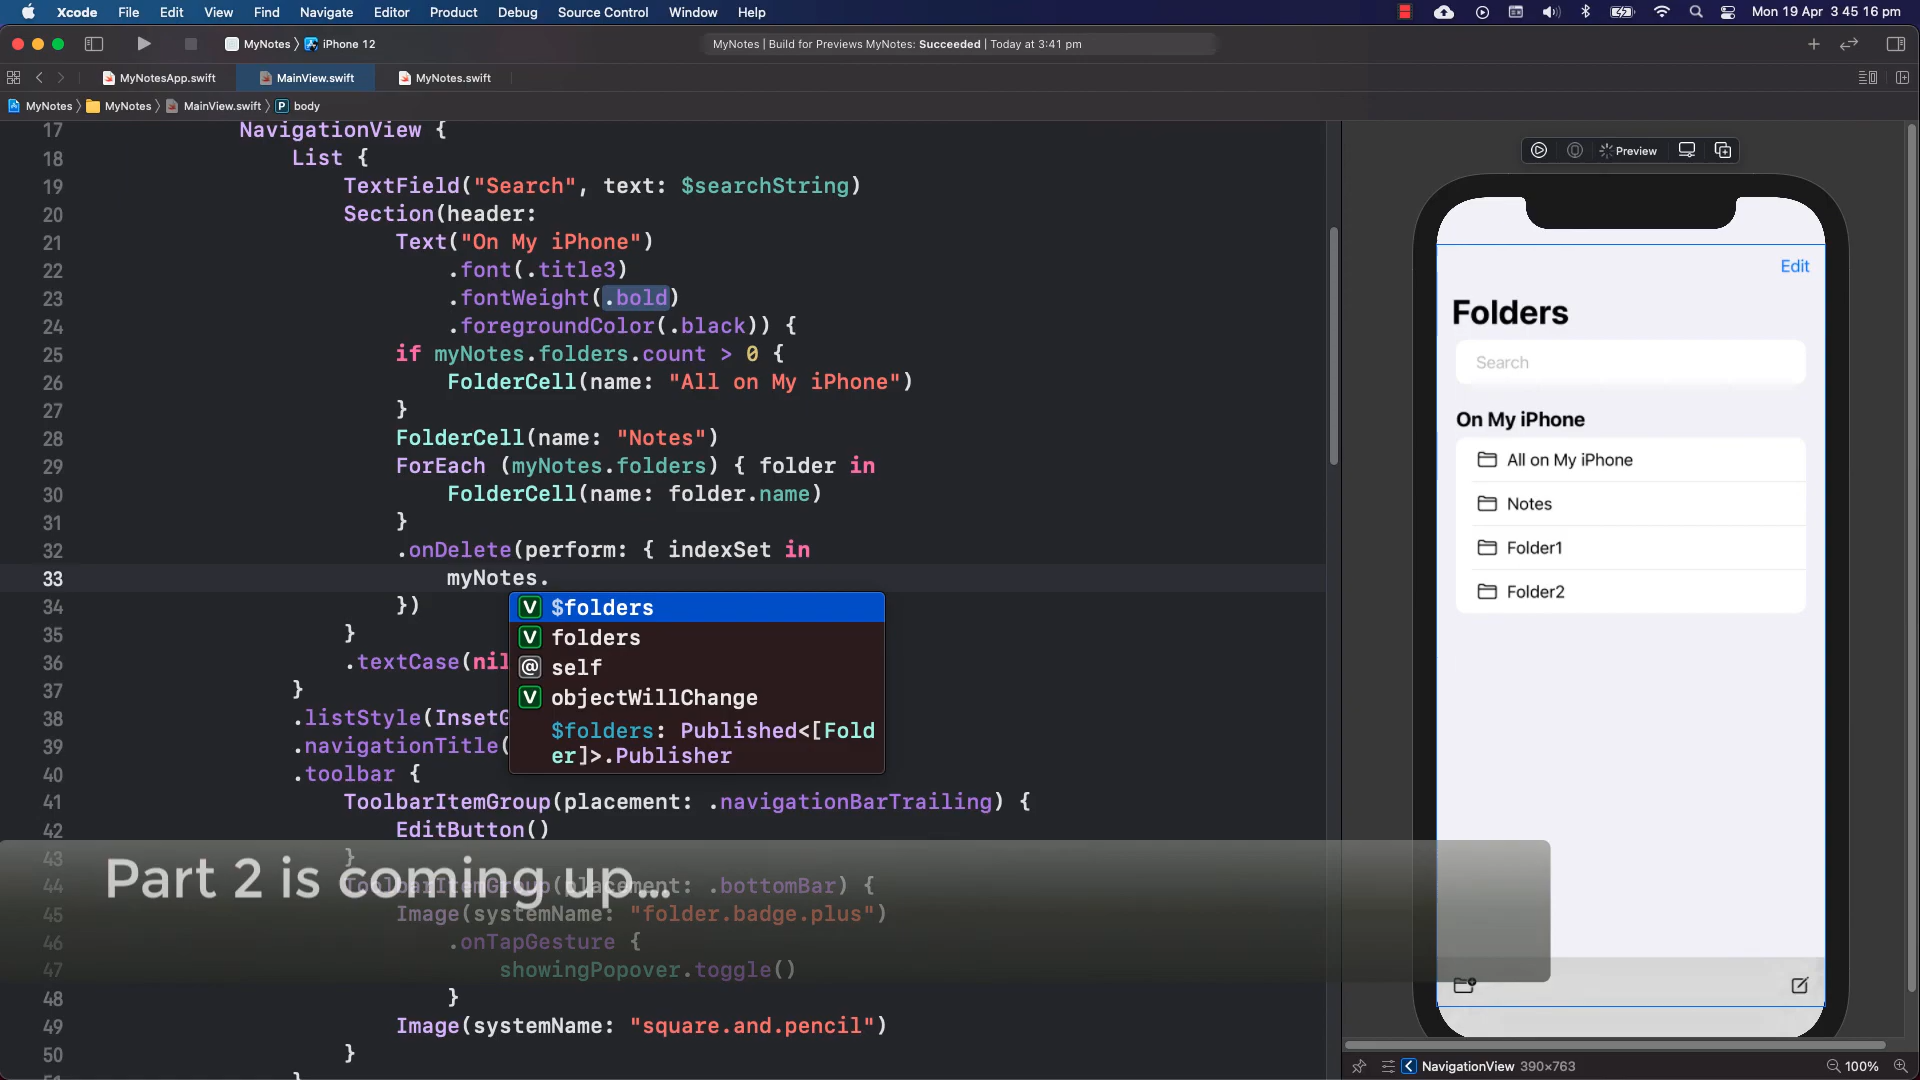 Xcode File Edit View Find Navigate Editor Product Debug Source Control Window Help Mon 19 Apr 3 45 16 pm
MyNotes iPhone 12 MyNotes | Build for Previews MyNotes: Succeeded | Today at 3:41 pm
MyNotesApp.swift MainView.swift MyNotes.swift
MyNotes MyNotes MainView.swift P body
17 NavigationView {
18 List {
19 TextField("Search", text: $searchString)
20 Section(header:
21 Text("On My iPhone")
22 .font(.title3)
23 .fontWeight(.bold)
24 .foregroundColor(.black)) {
25 if myNotes.folders.count > 0 {
26 FolderCell(name: "All on My iPhone")
27 }
28 FolderCell(name: "Notes")
29 ForEach (myNotes.folders) { folder in
30 FolderCell(name: folder.name)
31 }
32 .onDelete(perform: { indexSet in
33 myNotes.
34 })
35 }
36 .textCase(nil
37 }
38 .listStyle(InsetG
39 .navigationTitle(
40 .toolbar {
41 ToolbarItemGroup(placement: .navigationBarTrailing) {
42 EditButton()
43 }
44 ToolbarItemGroup(placement: .bottomBar) {
45 Image(systemName: "folder.badge.plus")
46 .onTapGesture {
47 showingPopover.toggle()
48 }
49 Image(systemName: "square.and.pencil")
50 }
V $folders
V folders
@ self
V objectWillChange
$folders: Published<[Fold
er]>.Publisher
Part 2 is coming up...
Preview
Edit
Folders
Search
On My iPhone
All on My iPhone
Notes
Folder1
Folder2
NavigationView 390×763 100%